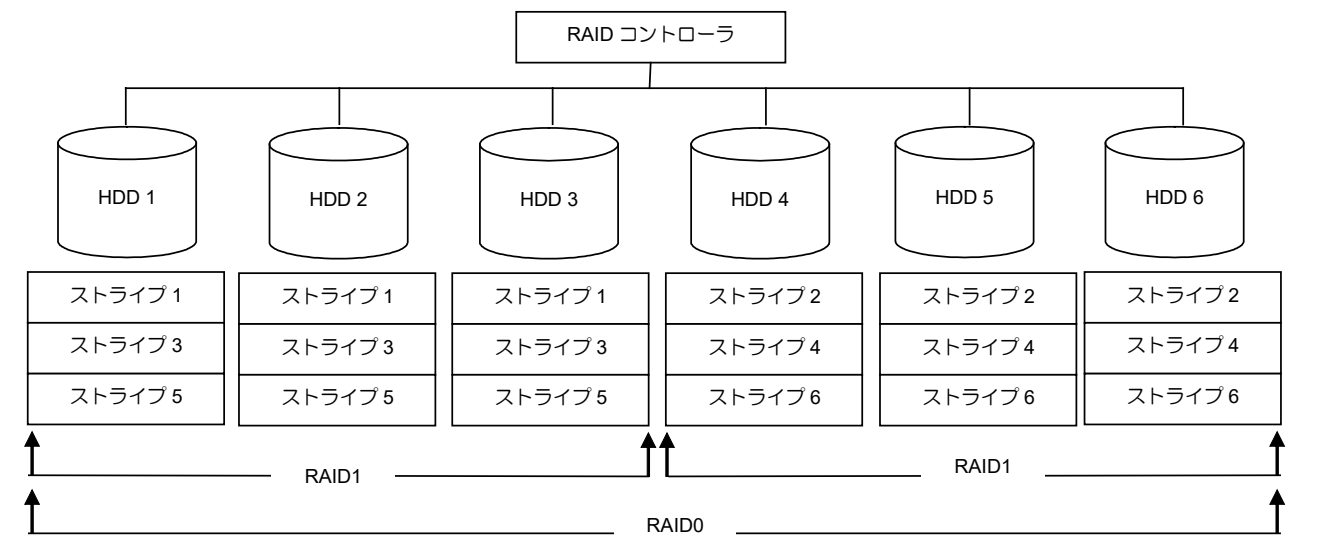 RAID コントローラ
HDD 1
HDD 2
HDD 3
HDD 4
HDD 5
HDD 6
ストライプ 1
ストライプ 1
ストライプ 1
ストライプ 2
ストライプ 2
ストライプ 2
ストライプ 3
ストライプ 3
ストライプ 3
ストライプ 4
ストライプ 4
ストライプ 4
ストライプ 5
ストライプ 5
ストライプ 5
ストライプ 6
ストライプ 6
ストライプ 6
RAID1
RAID1
RAID0